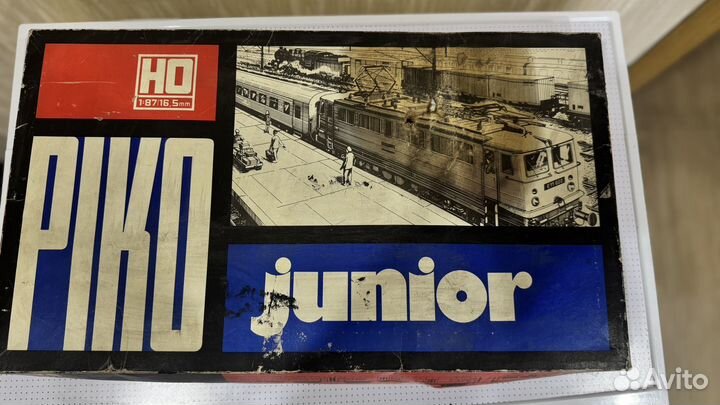 HO
1:87/16,5mm
PIKO
junior
Avito